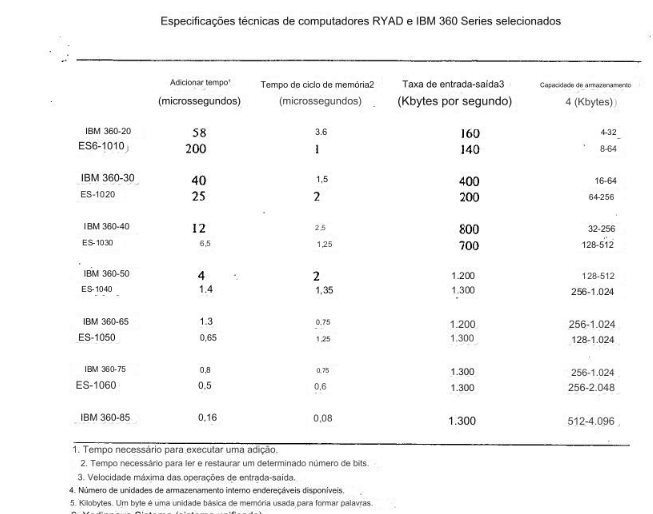 Especificações técnicas de computadores RYAD e IBM 360 Series selecionados
Adicionar tempo¹ Tempo de ciclo de memória2 Taxa de entrada-saída3 Capacidade de armazenamento
(microssegundos) (microssegundos) (Kbytes por segundo) 4 (Kbytes)
IBM 360-20 58 3.6 160 4-32
ES6-1010 200 1 140 8-64
IBM 360-30 40 1,5 400 16-64
ES-1020 25 2 200 64-256
IBM 360-40 12 2,5 800 32-256
ES-1030 6,5 1,25 700 128-512
IBM 360-50 4 2 1.200 128-512
ES-1040 1.4 1,35 1.300 256-1.024
IBM 360-65 1.3 0,75 1.200 256-1.024
ES-1050 0,65 1,25 1.300 128-1.024
IBM 360-75 0,8 0,75 1.300 256-1.024
ES-1060 0,5 0,6 1.300 256-2.048
IBM 360-85 0,16 0,08 1.300 512-4.096
1. Tempo necessário para executar uma adição.
2. Tempo necessário para ler e restaurar um determinado número de bits.
3. Velocidade máxima das operações de entrada-saída.
4. Número de unidades de armazenamento interno endereçáveis disponíveis.
5. Kilobytes. Um byte é uma unidade básica de memória usada para formar palavras.